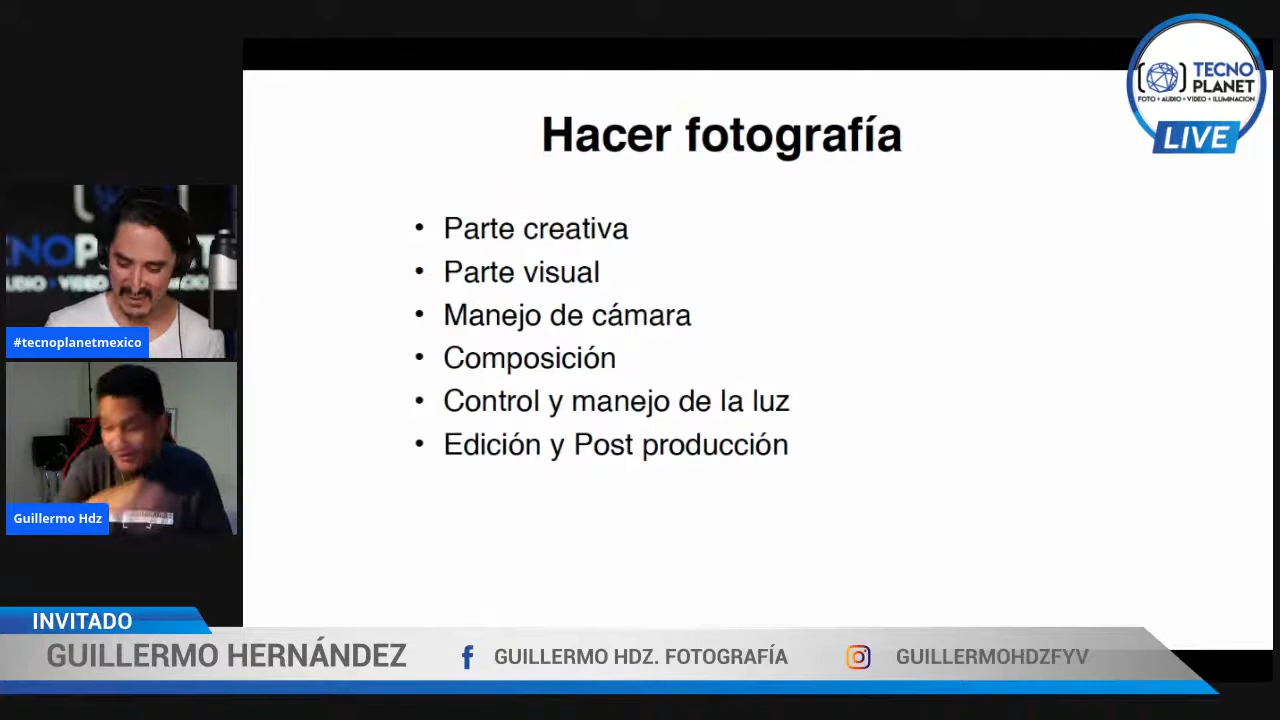 TECNO
PLANET
FOTO • AUDIO • VIDEO • ILUMINACION
LIVE
Hacer fotografía
• Parte creativa
• Parte visual
• Manejo de cámara
• Composición
• Control y manejo de la luz
• Edición y Post producción
#tecnoplanetmexico
Guillermo Hdz
INVITADO
GUILLERMO HERNÁNDEZ
GUILLERMO HDZ. FOTOGRAFÍA
GUILLERMOHDZFYV